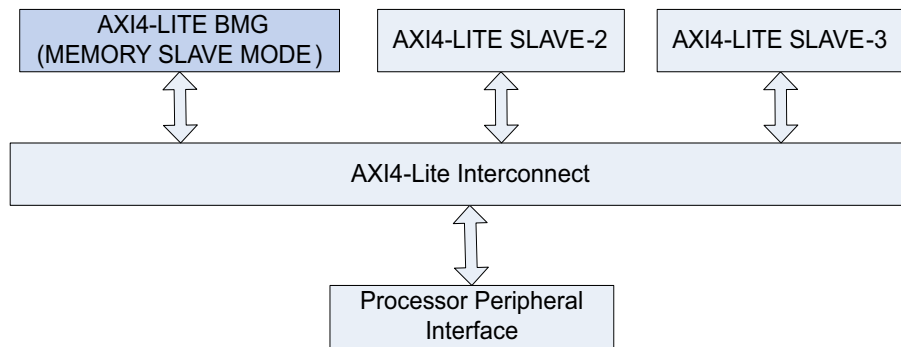 AXI4-LITE BMG
(MEMORY SLAVE MODE)
AXI4-LITE SLAVE-2
AXI4-LITE SLAVE-3
AXI4-Lite Interconnect
Processor Peripheral
Interface